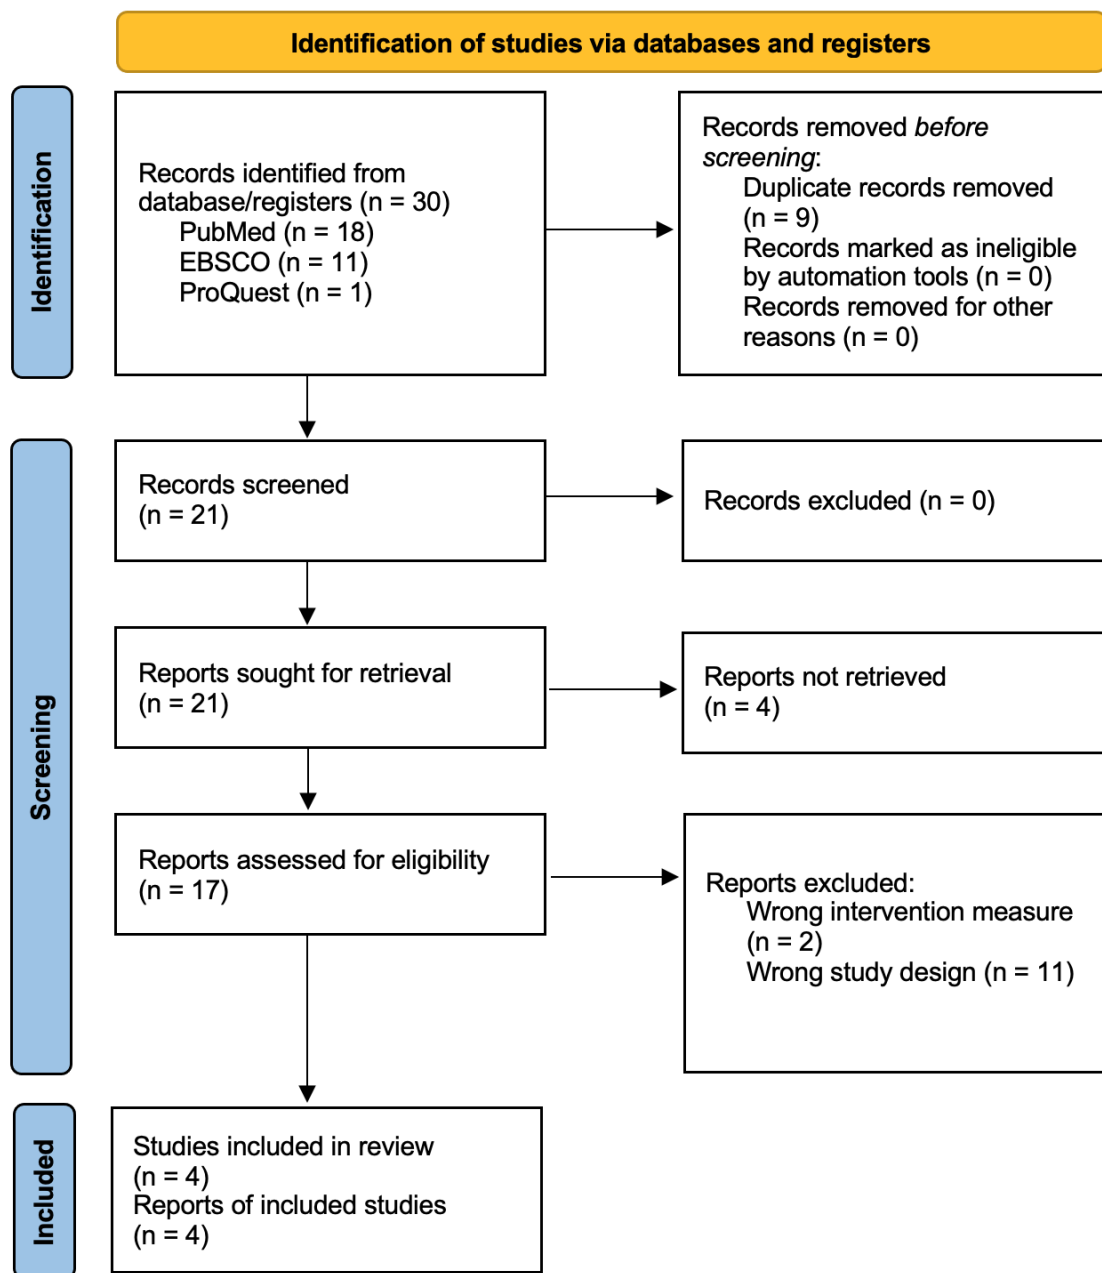 Identification of studies via databases and registers
Identification
Records identified from
database/registers (n = 30)
PubMed (n = 18)
EBSCO (n = 11)
ProQuest (n = 1)
Records removed before
screening:
Duplicate records removed
(n = 9)
Records marked as ineligible
by automation tools (n = 0)
Records removed for other
reasons (n = 0)
Screening
Records screened
(n = 21)
Records excluded (n = 0)
Reports sought for retrieval
(n = 21)
Reports not retrieved
(n = 4)
Reports assessed for eligibility
(n = 17)
Reports excluded:
Wrong intervention measure
(n = 2)
Wrong study design (n = 11)
Included
Studies included in review
(n = 4)
Reports of included studies
(n = 4)